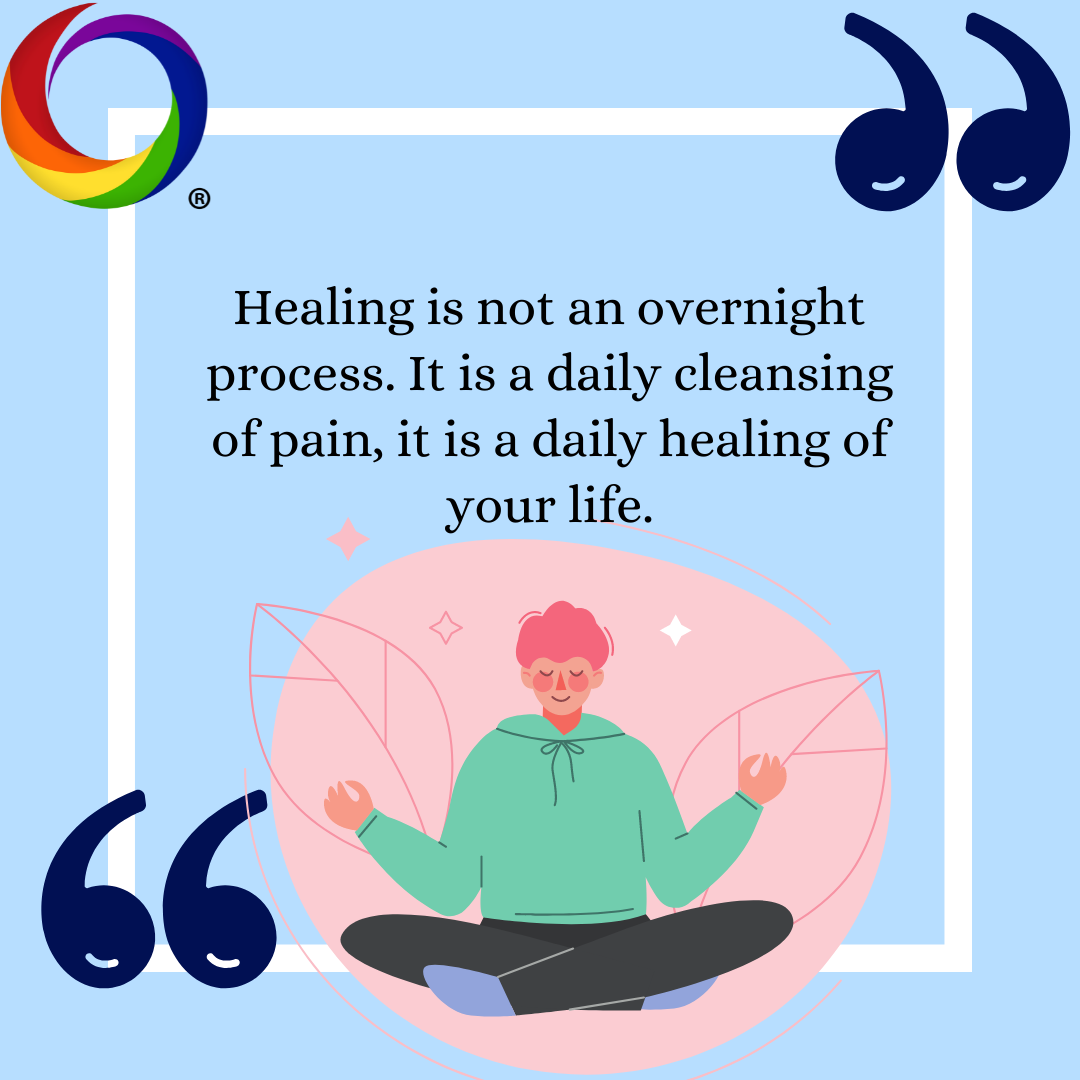 ®
Healing is not an overnight
process. It is a daily cleansing
of pain, it is a daily healing of
your life.